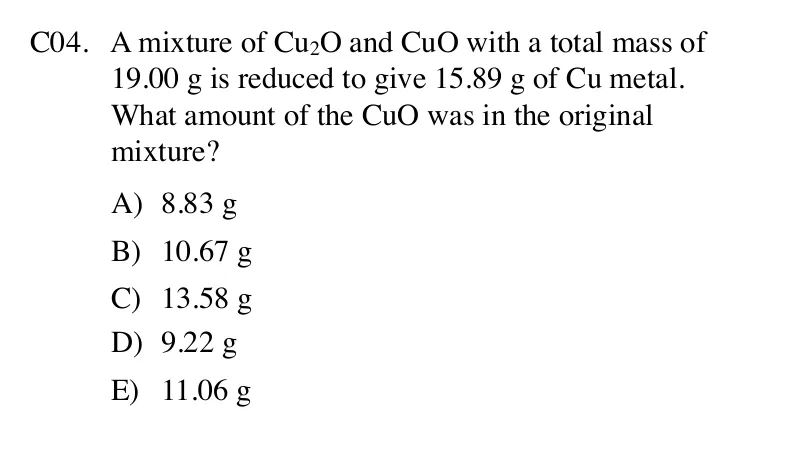 C04. A mixture of Cu₂O and CuO with a total mass of
19.00 g is reduced to give 15.89 g of Cu metal.
What amount of the CuO was in the original
mixture?
A) 8.83 g
B) 10.67 g
C) 13.58 g
D) 9.22 g
E) 11.06 g